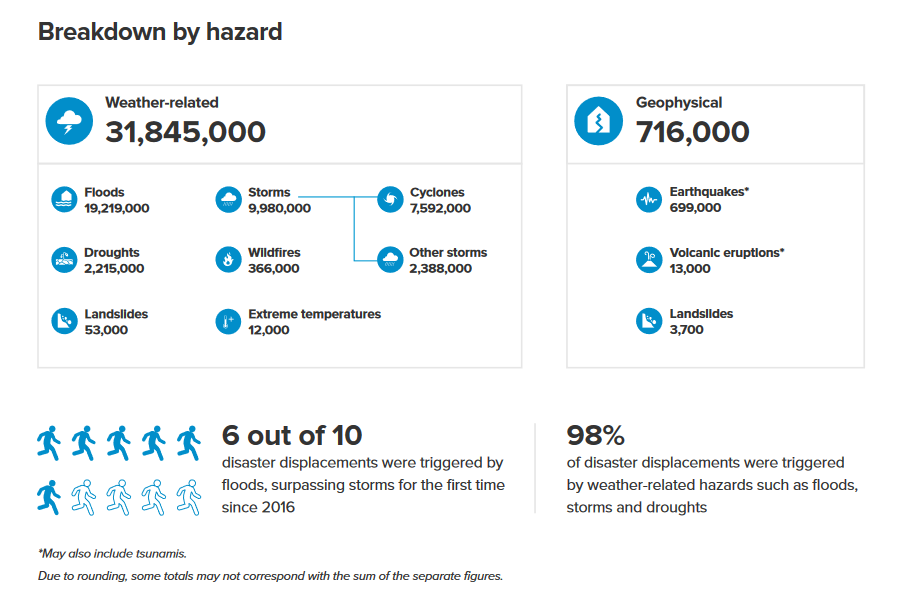 Breakdown by hazard
Weather-related
31,845,000
Floods
19,219,000
Storms
9,980,000
Cyclones
7,592,000
Droughts
2,215,000
Wildfires
366,000
Other storms
2,388,000
Landslides
53,000
Extreme temperatures
12,000
Geophysical
716,000
Earthquakes*
699,000
Volcanic eruptions*
13,000
Landslides
3,700
6 out of 10
disaster displacements were triggered by
floods, surpassing storms for the first time
since 2016
98%
of disaster displacements were triggered
by weather-related hazards such as floods,
storms and droughts
*May also include tsunamis.
Due to rounding, some totals may not correspond with the sum of the separate figures.